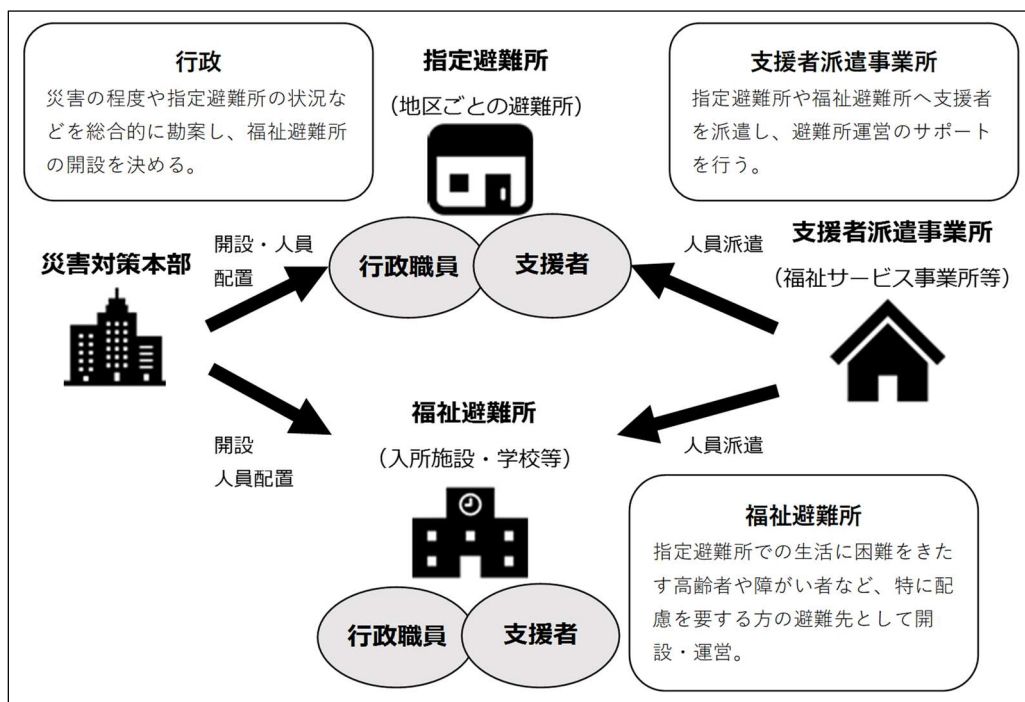 行政
災害の程度や指定避難所の状況など
を総合的に勘案し、福祉避難所
の開設を決める。
指定避難所
（地区ごとの避難所）
支援者派遣事業所
指定避難所や福祉避難所へ支援者
を派遣し、避難所運営のサポート
を行う。
災害対策本部
開設・人員
配置
行政職員
支援者
人員派遣
支援者派遣事業所
（福祉サービス事業所等）
開設
人員配置
福祉避難所
（入所施設・学校等）
人員派遣
行政職員
支援者
福祉避難所
指定避難所での生活に困難をきた
す高齢者や障がい者など、特に配
慮を要する方の避難先として開
設・運営。